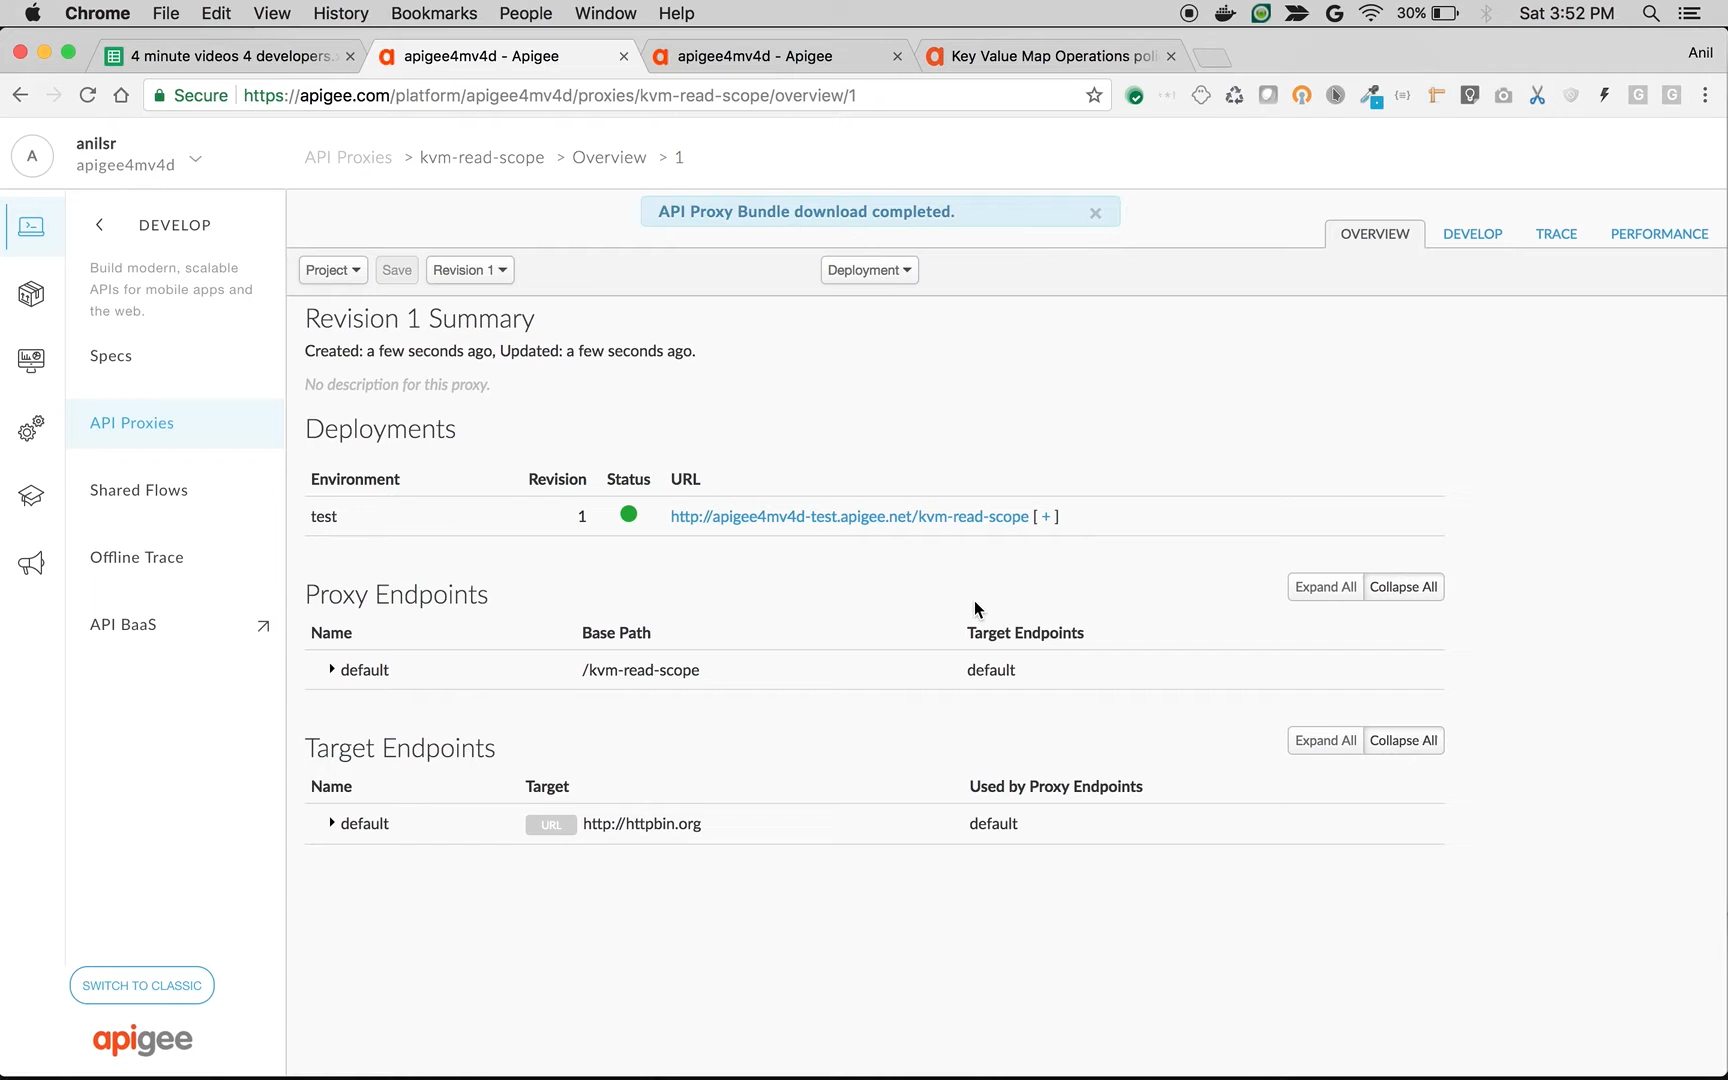 Chrome File Edit View History Bookmarks People Window Help 30% Sat 3:52 PM
4 minute videos 4 developers. apigee4mv4d - Apigee apigee4mv4d - Apigee Key Value Map Operations poli Anil
Secure https://apigee.com/platform/apigee4mv4d/proxies/kvm-read-scope/overview/1
A
anilsr
apigee4mv4d
API Proxies > kvm-read-scope > Overview > 1
DEVELOP
Build modern, scalable
APIs for mobile apps and
the web.
Specs
API Proxies
Shared Flows
Offline Trace
API BaaS
SWITCH TO CLASSIC
apigee
API Proxy Bundle download completed.
OVERVIEW DEVELOP TRACE PERFORMANCE
Project Save Revision 1 Deployment
Revision 1 Summary
Created: a few seconds ago, Updated: a few seconds ago.
No description for this proxy.
Deployments
Environment Revision Status URL
test 1 http://apigee4mv4d-test.apigee.net/kvm-read-scope [ + ]
Proxy Endpoints Expand All Collapse All
Name Base Path Target Endpoints
default /kvm-read-scope default
Target Endpoints Expand All Collapse All
Name Target Used by Proxy Endpoints
default URL http://httpbin.org default